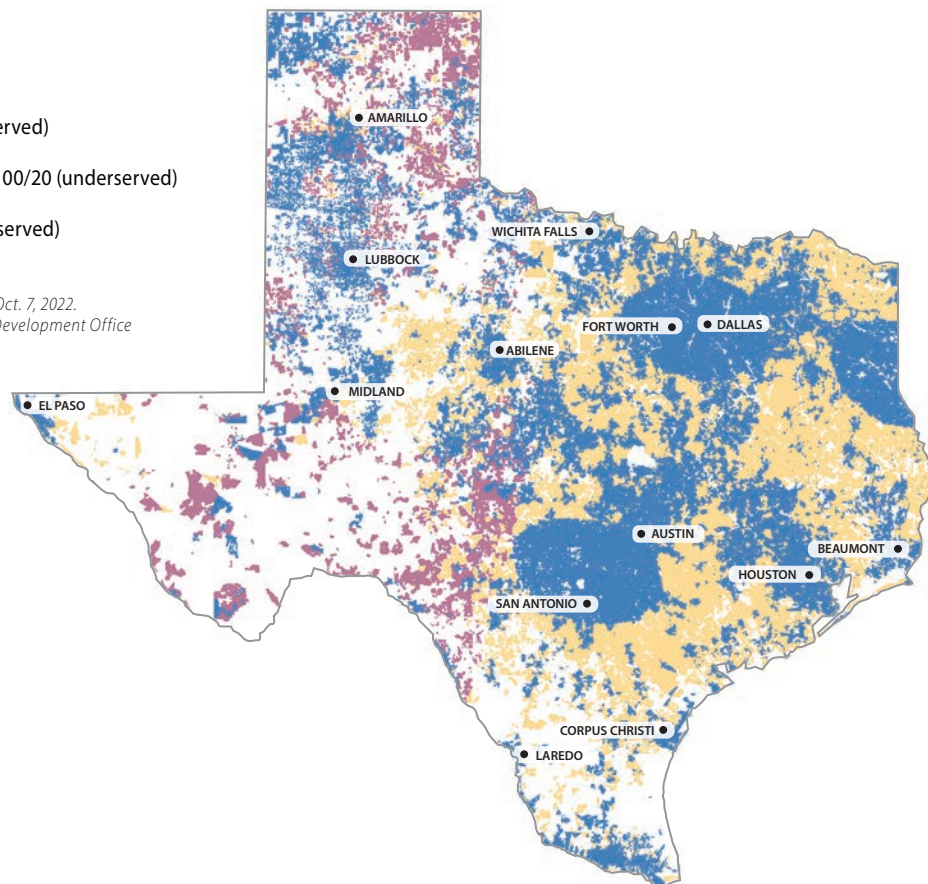 erved)
00/20 (underserved)
served)
Oct. 7, 2022.
Development Office
AMARILLO
WICHITA FALLS
LUBBOCK
FORT WORTH
DALLAS
ABILENE
MIDLAND
EL PASO
AUSTIN
BEAUMONT
HOUSTON
SAN ANTONIO
CORPUS CHRISTI
LAREDO